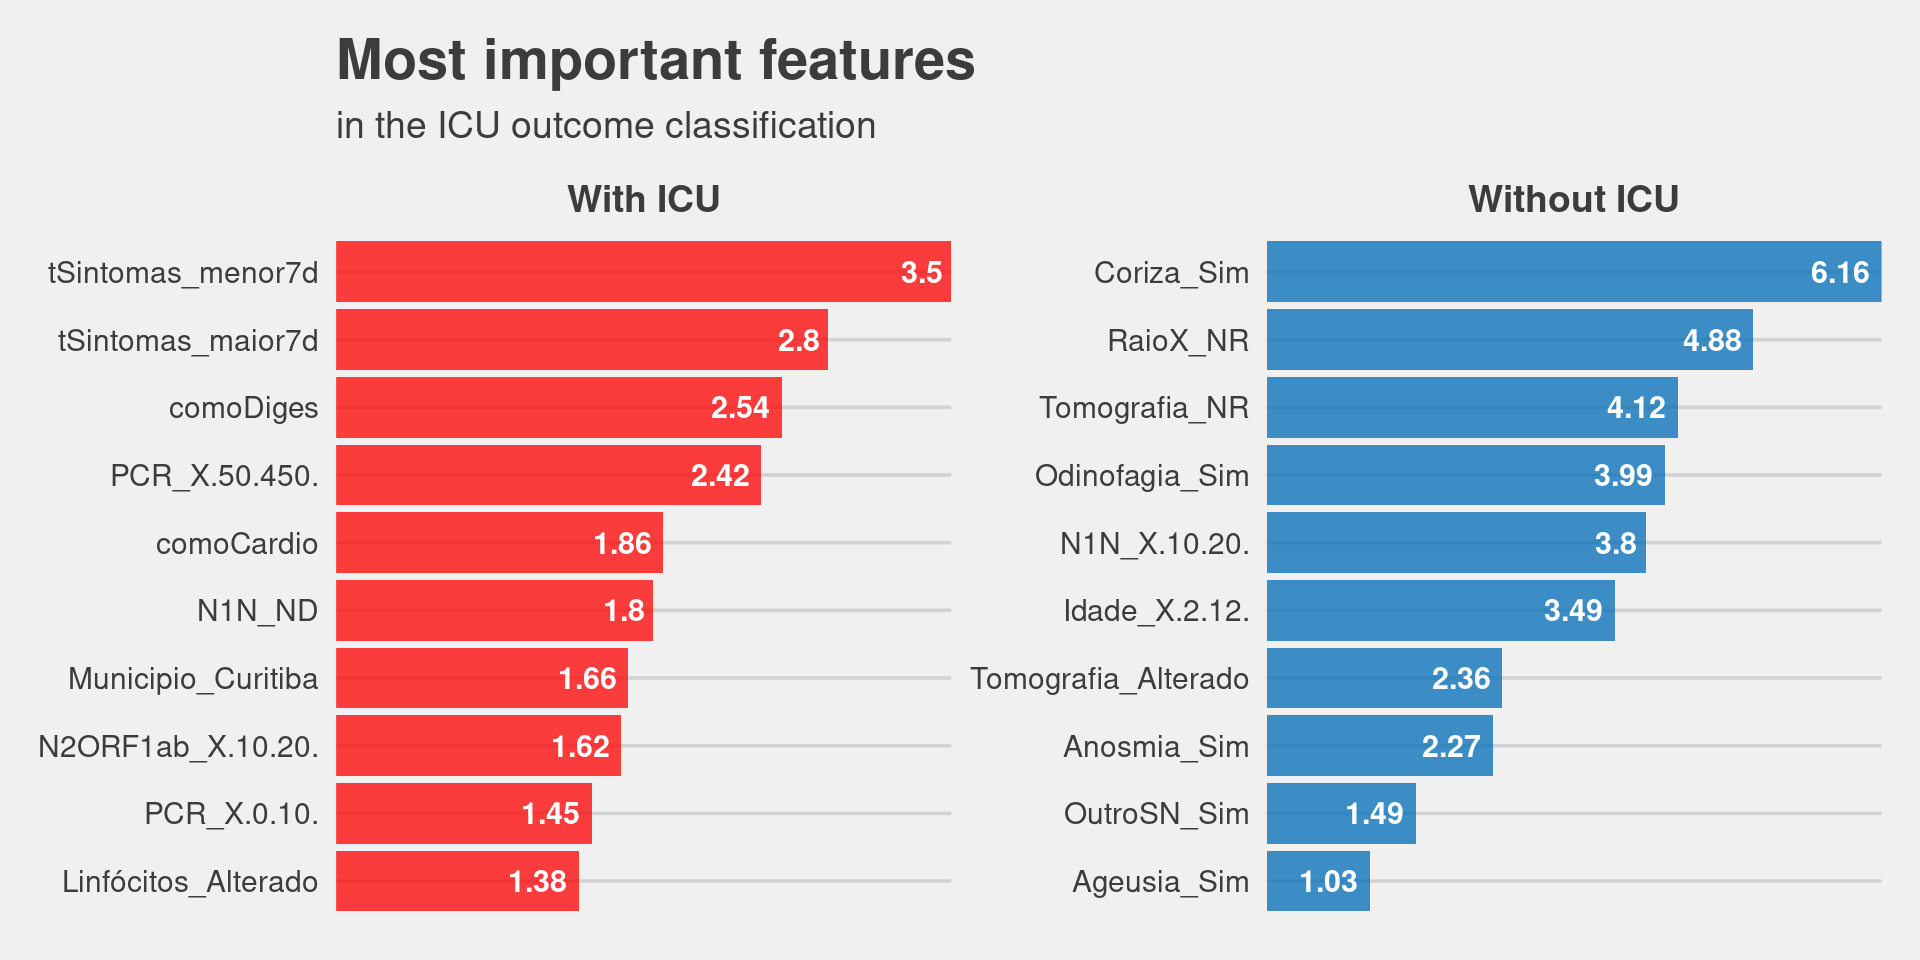 Most important features
in the ICU outcome classification
With ICU
tSintomas_menor7d 3.5
tSintomas_maior7d 2.8
comoDiges 2.54
PCR_X.50.450. 2.42
comoCardio 1.86
N1N_ND 1.8
Municipio_Curitiba 1.66
N2ORF1ab_X.10.20. 1.62
PCR_X.0.10. 1.45
Linfócitos_Alterado 1.38
Without ICU
Coriza_Sim 6.16
RaioX_NR 4.88
Tomografia_NR 4.12
Odinofagia_Sim 3.99
N1N_X.10.20. 3.8
Idade_X.2.12. 3.49
Tomografia_Alterado 2.36
Anosmia_Sim 2.27
OutroSN_Sim 1.49
Ageusia_Sim 1.03